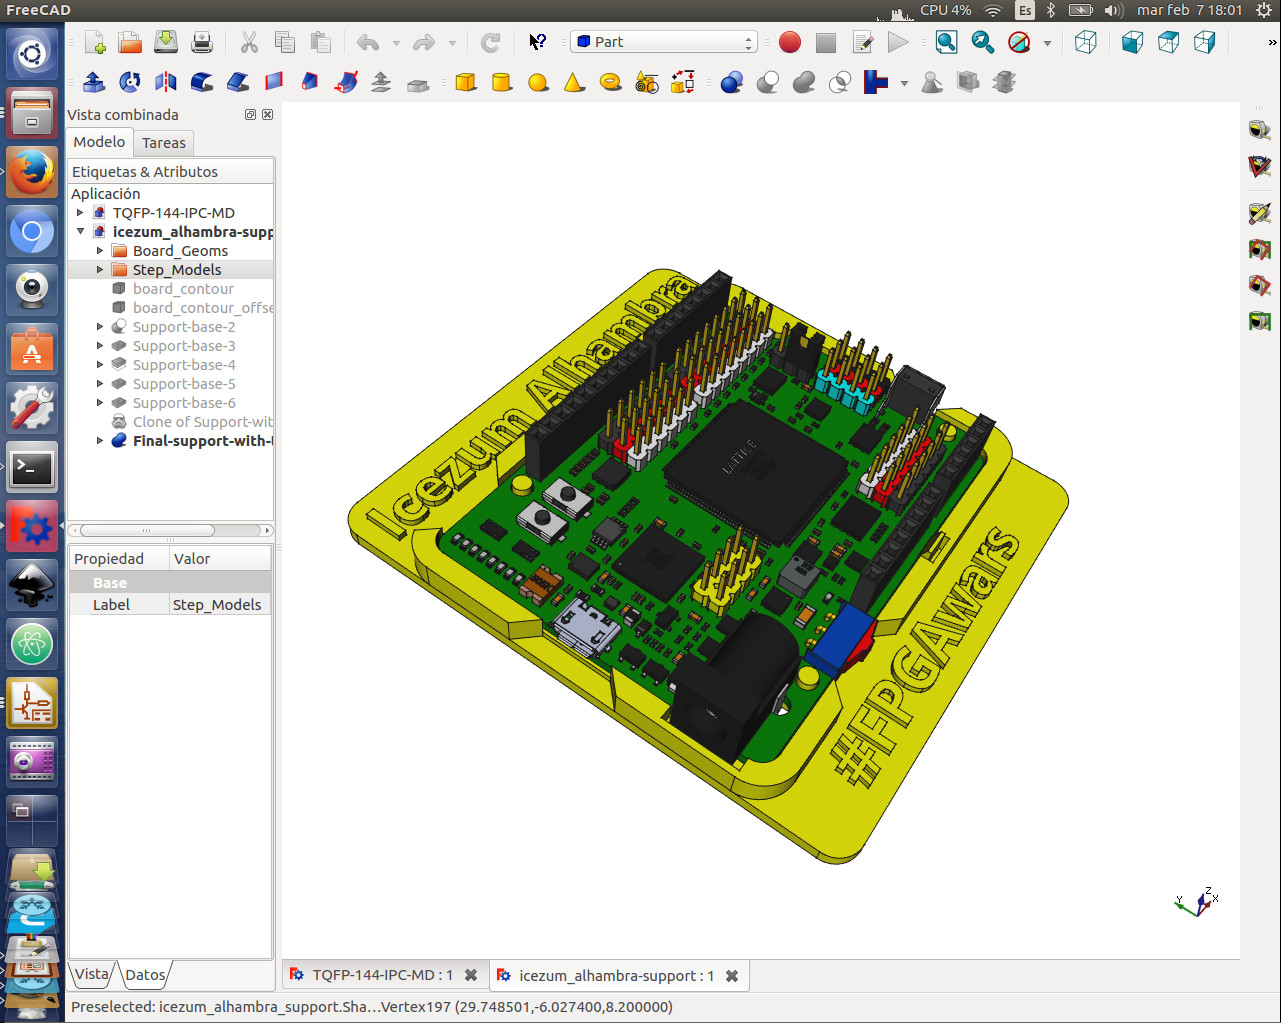 FreeCAD
CPU 4%
Es
mar feb 7 18:01
Part
Vista combinada
Modelo
Tareas
Etiquetas & Atributos
Aplicación
TQFP-144-IPC-MD
icezum_alhambra-supp
Board_Geoms
Step_Models
board_contour
board_contour_offse
Support-base-2
Support-base-3
Support-base-4
Support-base-5
Support-base-6
Clone of Support-wit
Final-support-with-
Propiedad
Valor
Base
Label
Step_Models
Icezum Alhambra
LATTICE
#FPGAwars
Z
Y
X
Vista
Datos
TQFP-144-IPC-MD : 1
icezum_alhambra-support : 1
Preselected: icezum_alhambra_support.Sha...Vertex197 (29.748501,-6.027400,8.200000)